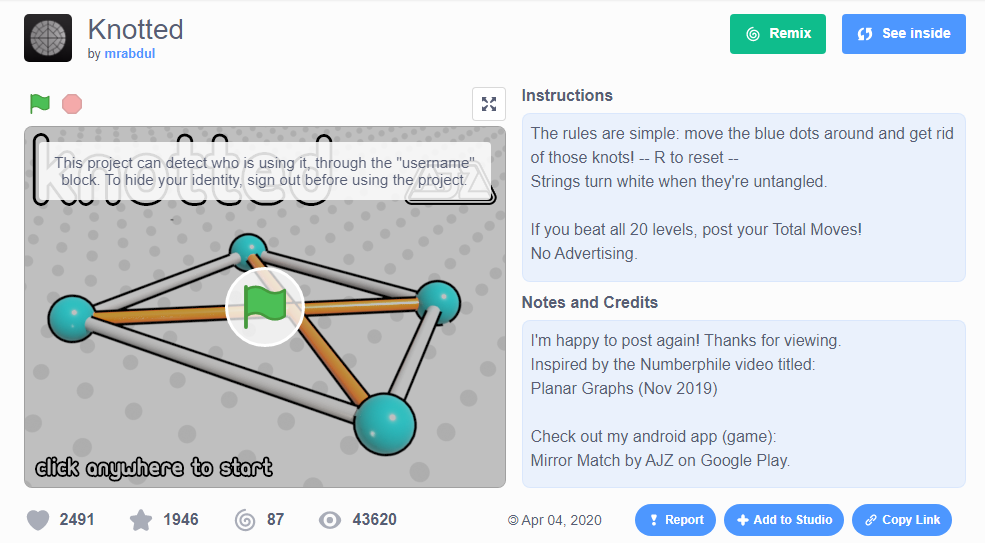 Knotted
by mrabdul
Remix
See inside
Instructions
The rules are simple: move the blue dots around and get rid
of those knots! -- R to reset --
Strings turn white when they're untangled.
If you beat all 20 levels, post your Total Moves!
No Advertising.
knotted
This project can detect who is using it, through the "username"
block. To hide your identity, sign out before using the project.
click anywhere to start
Notes and Credits
I'm happy to post again! Thanks for viewing.
Inspired by the Numberphile video titled:
Planar Graphs (Nov 2019)
Check out my android app (game):
Mirror Match by AJZ on Google Play.
2491
1946
87
43620
© Apr 04, 2020
Report
Add to Studio
Copy Link